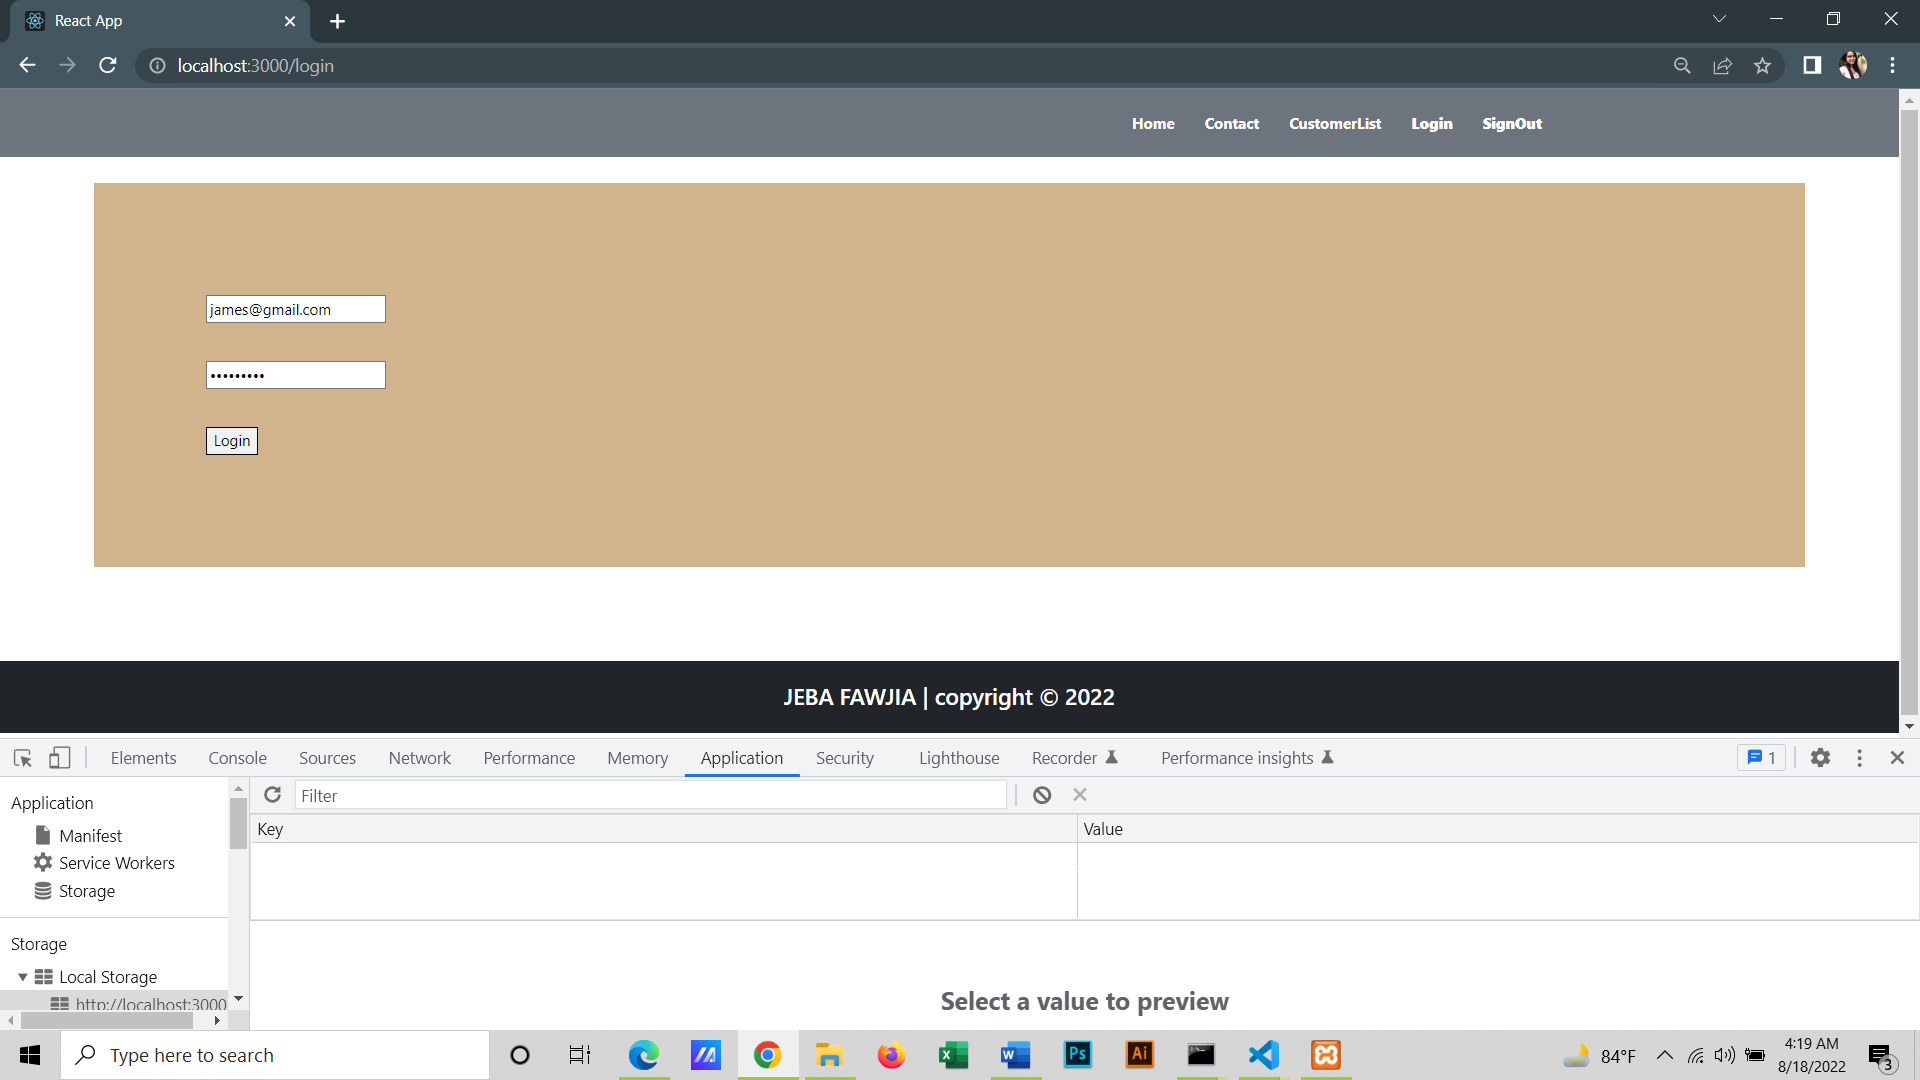 React App
localhost:3000/login
Home Contact CustomerList Login SignOut
james@gmail.com
•••••••••
Login
JEBA FAWJIA | copyright © 2022
Elements Console Sources Network Performance Memory Application Security Lighthouse Recorder Performance insights 1
Application
Filter
Manifest
Service Workers
Storage
Key Value
Storage
Local Storage
http://localhost:3000
Select a value to preview
Type here to search
W
Ps
Ai
84°F
4:19 AM
8/18/2022
3